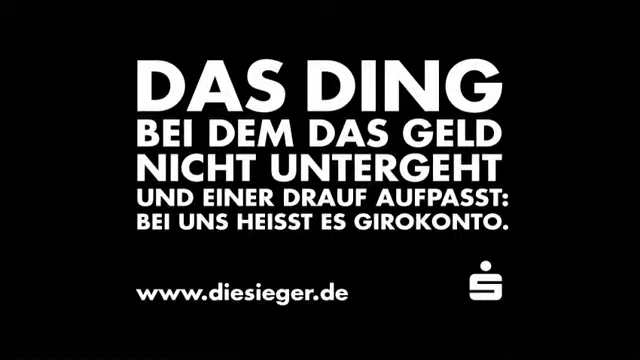 DAS DING
BEI DEM DAS GELD
NICHT UNTERGEHT
UND EINER DRAUF AUFPASST:
BEI UNS HEISST ES GIROKONTO.
www.diesieger.de